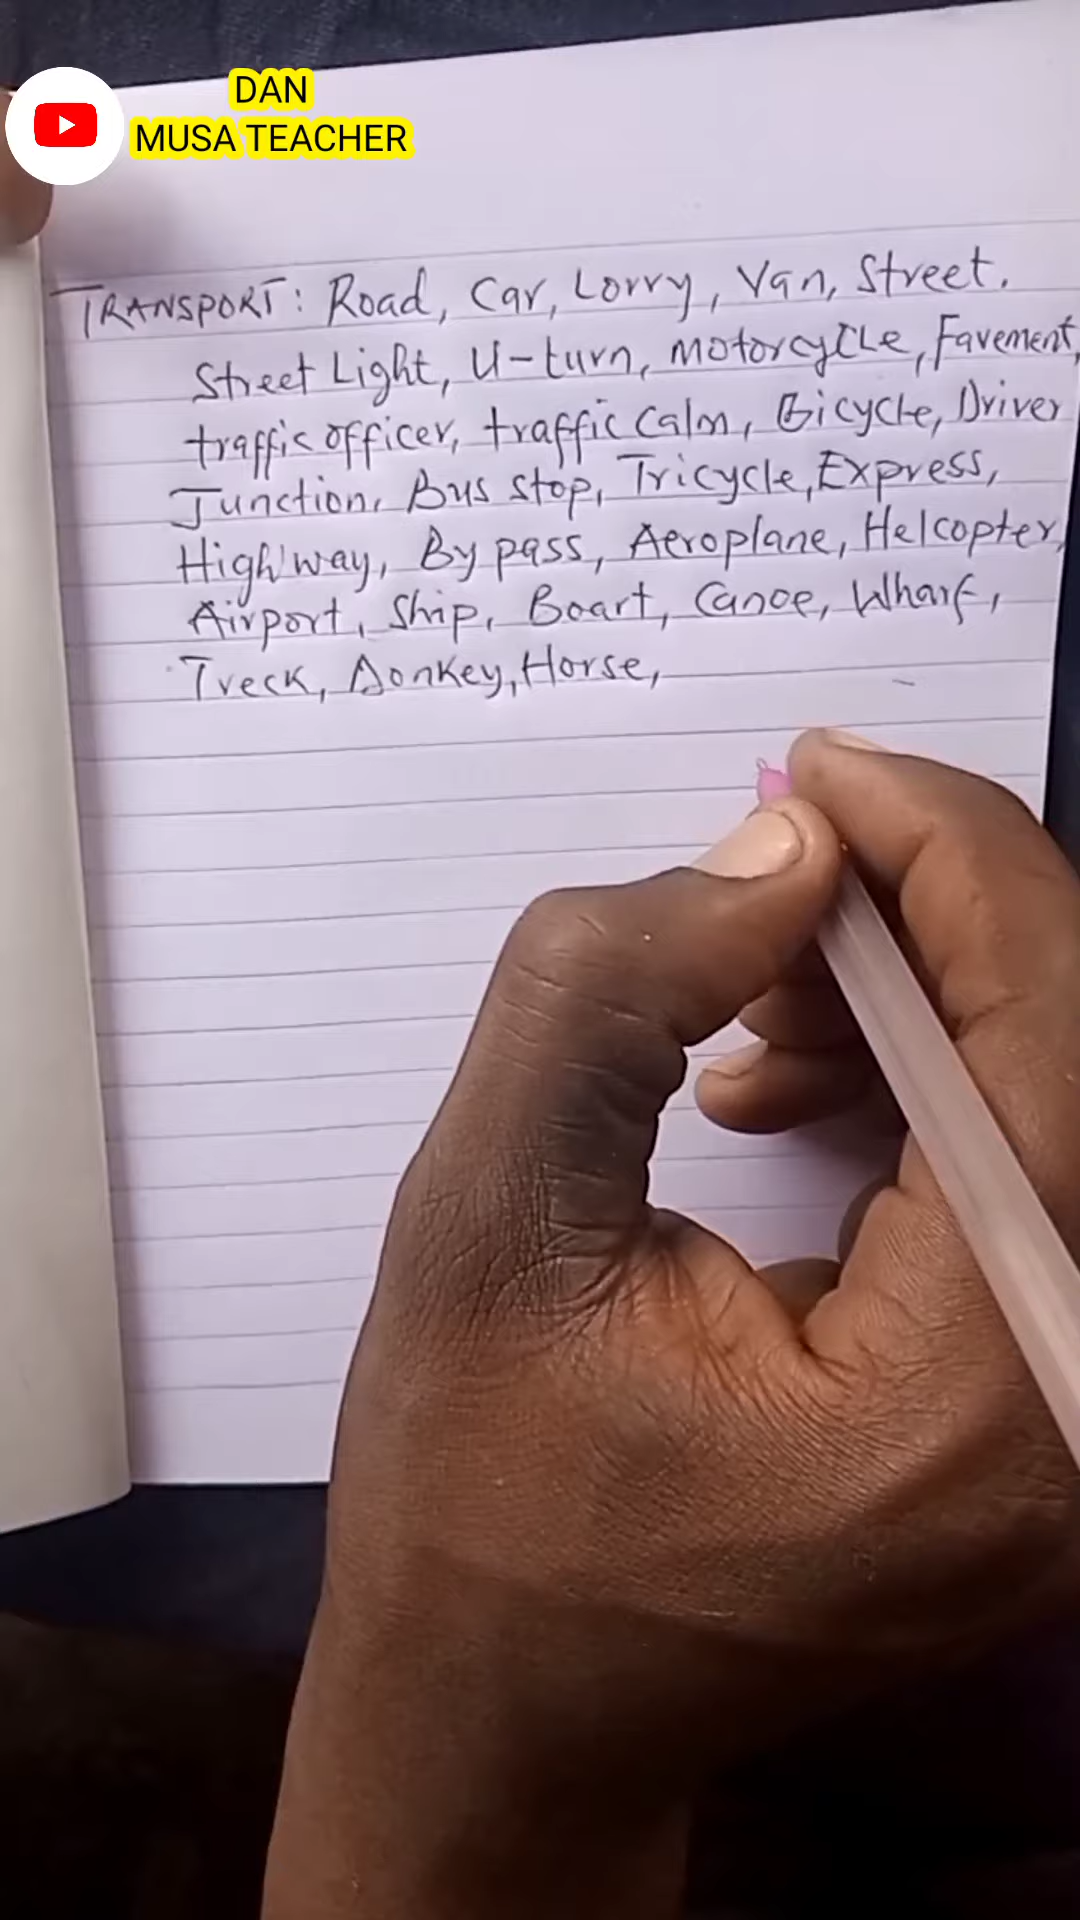 DAN
MUSA TEACHER
TRANSPORT: Road, Car, Lorry, Van, Street.
Street Light, U-turn, motorcycle, Favement,
traffic officer, traffic calm, Bicycle, Driver
Junction, Bus stop, Tricycle, Express,
Highway, By pass, Aeroplane, Helcopter,
Airport, Ship, Boart, Canoe, Wharf,
Treck, Donkey, Horse,